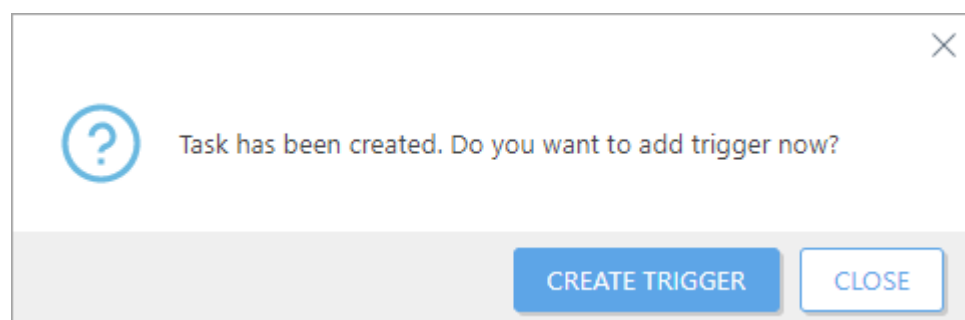 Task has been created. Do you want to add trigger now?
CREATE TRIGGER CLOSE